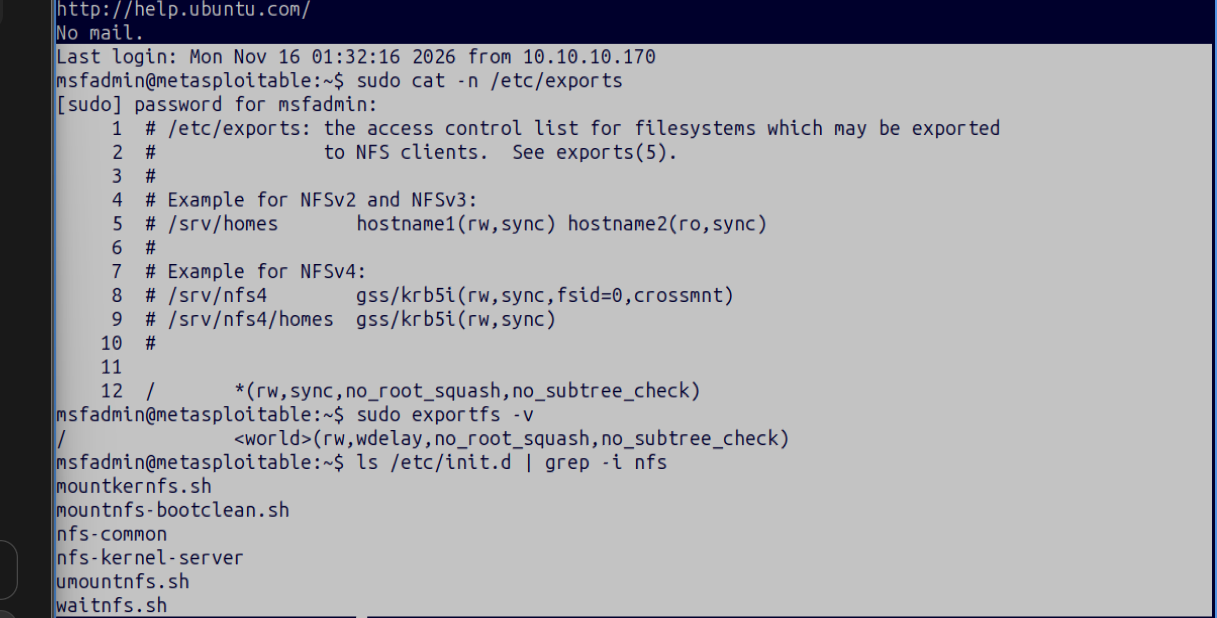 http://help.ubuntu.com/
No mail.
Last login: Mon Nov 16 01:32:16 2026 from 10.10.10.170
msfadmin@metasploitable:~$ sudo cat -n /etc/exports
[sudo] password for msfadmin:
     1  # /etc/exports: the access control list for filesystems which may be exported
     2  #               to NFS clients.  See exports(5).
     3  #
     4  # Example for NFSv2 and NFSv3:
     5  # /srv/homes       hostname1(rw,sync) hostname2(ro,sync)
     6  #
     7  # Example for NFSv4:
     8  # /srv/nfs4        gss/krb5i(rw,sync,fsid=0,crossmnt)
     9  # /srv/nfs4/homes  gss/krb5i(rw,sync)
    10  #
    11
    12  /       *(rw,sync,no_root_squash,no_subtree_check)
msfadmin@metasploitable:~$ sudo exportfs -v
/               <world>(rw,wdelay,no_root_squash,no_subtree_check)
msfadmin@metasploitable:~$ ls /etc/init.d | grep -i nfs
mountkernfs.sh
mountnfs-bootclean.sh
nfs-common
nfs-kernel-server
umountnfs.sh
waitnfs.sh